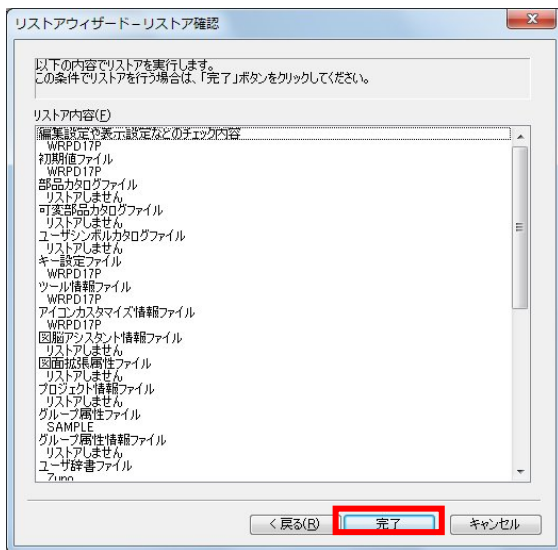 リストアウィザード－リストア確認
以下の内容でリストアを実行します。
この条件でリストアを行う場合は、「完了」ボタンをクリックしてください。
リストア内容(F)
編集設定や表示設定などのチェック内容
WRPD17P
初期値ファイル
WRPD17P
部品カタログファイル
リストアしません
可変部品カタログファイル
リストアしません
ユーザシンボルカタログファイル
リストアしません
キー設定ファイル
WRPD17P
ツール情報ファイル
WRPD17P
アイコンカスタマイズ情報ファイル
WRPD17P
図脳アシスタント情報ファイル
リストアしません
図面拡張属性ファイル
リストアしません
プロジェクト情報ファイル
リストアしません
グループ属性ファイル
SAMPLE
グループ属性情報ファイル
リストアしません
ユーザ辞書ファイル
Zuno
< 戻る(B)
完了
キャンセル